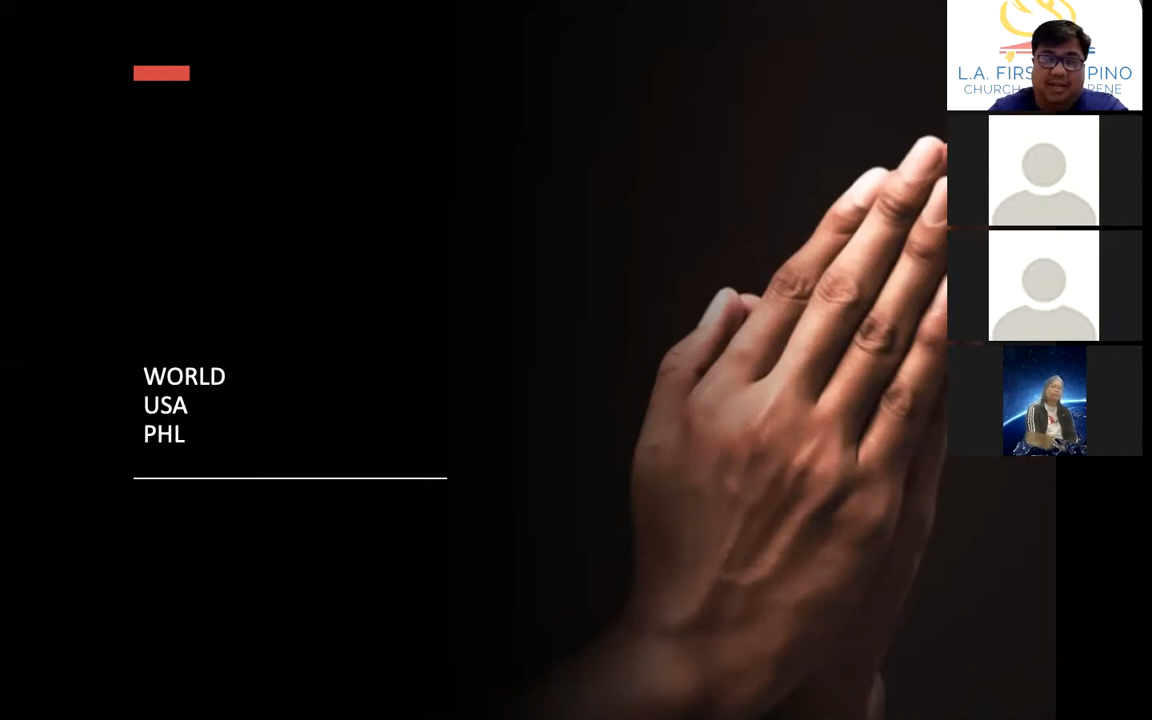 WORLD
USA
PHL
L.A. FIRS PINO
CHURCH RENE